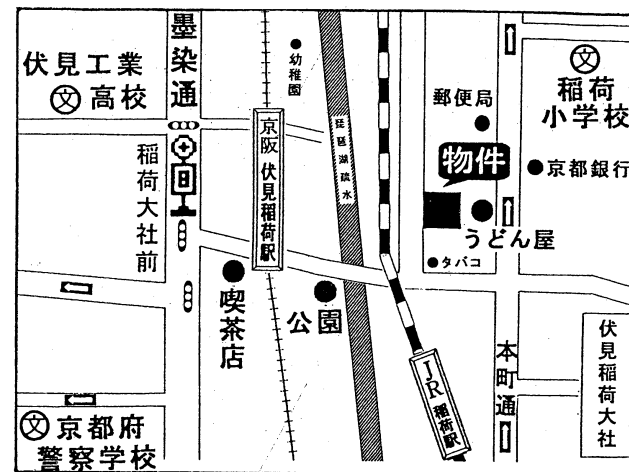 墨染通
伏見工業
文 高校
幼稚園
文
稲荷
小学校
郵便局
京阪 伏見稲荷駅
琵琶湖疏水
物件
京都銀行
稲荷大社前
うどん屋
タバコ
喫茶店
公園
伏見稲荷大社
本町通
JR 稲荷駅
文 京都府
警察学校